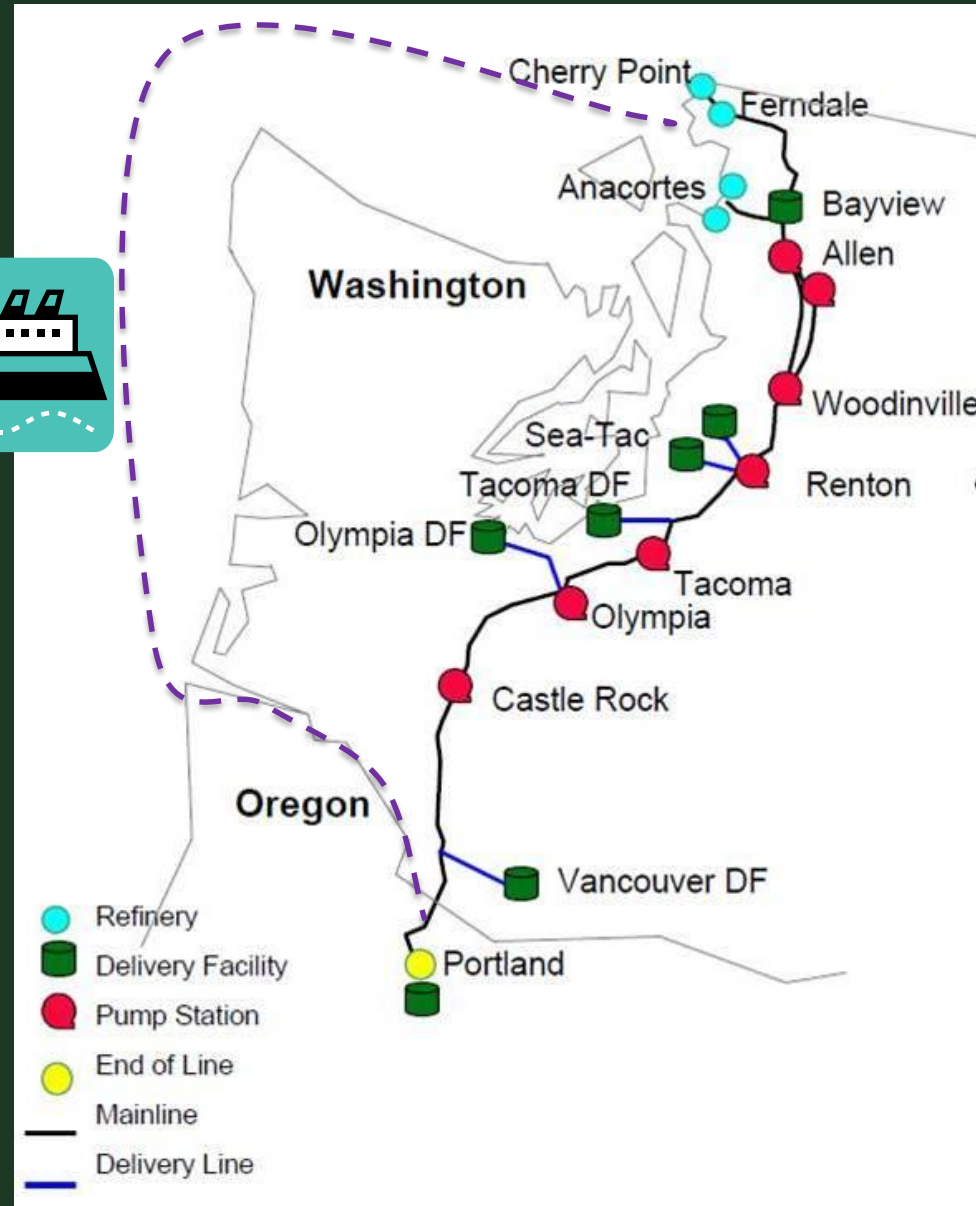 Cherry Point
Ferndale
Anacortes
Bayview
Allen
Washington
Woodinville
Sea-Tac
Tacoma DF
Renton
Olympia DF
Tacoma
Olympia
Castle Rock
Oregon
Vancouver DF
Portland
Refinery
Delivery Facility
Pump Station
End of Line
Mainline
Delivery Line